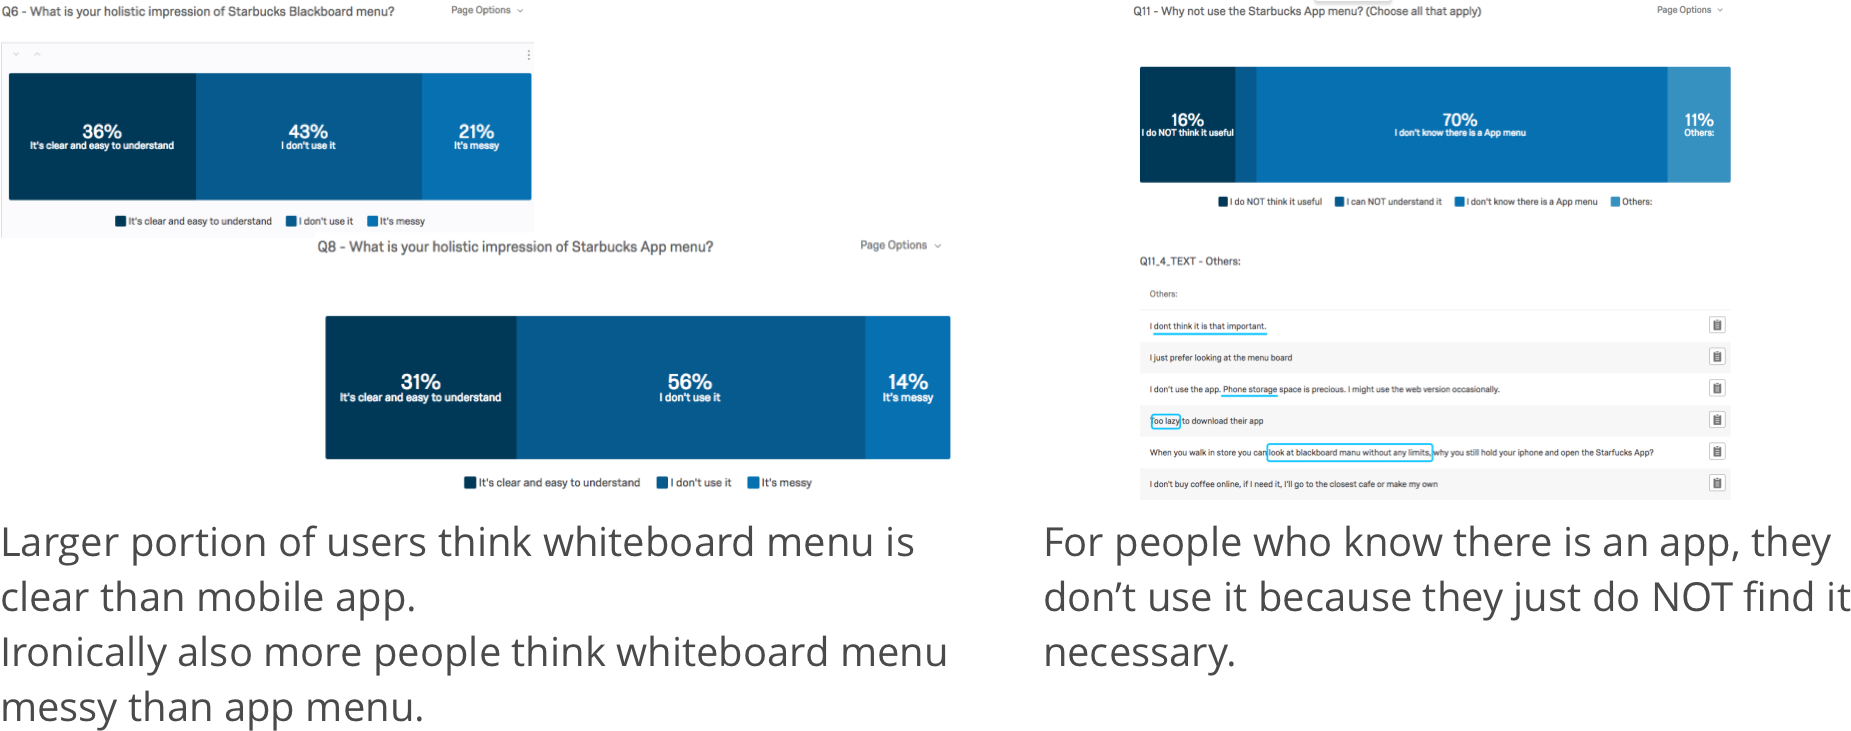 Q6 - What is your holistic impression of Starbucks Blackboard menu?
Page Options
36%
It's clear and easy to understand
43%
I don't use it
21%
It's messy
It's clear and easy to understand
I don't use it
It's messy
Q8 - What is your holistic impression of Starbucks App menu?
Page Options
31%
It's clear and easy to understand
56%
I don't use it
14%
It's messy
It's clear and easy to understand
I don't use it
It's messy
Larger portion of users think whiteboard menu is
clear than mobile app.
Ironically also more people think whiteboard menu
messy than app menu.
Q11 - Why not use the Starbucks App menu? (Choose all that apply)
Page Options
16%
I do NOT think it useful
70%
I don't know there is a App menu
11%
Others:
I do NOT think it useful
I can NOT understand it
I don't know there is a App menu
Others:
Q11_4_TEXT - Others:
Others:
I dont think it is that important.
I just prefer looking at the menu board
I don't use the app. Phone storage space is precious. I might use the web version occasionally.
Too lazy to download their app
When you walk in store you can look at blackboard manu without any limits, why you still hold your iphone and open the Starfucks App?
I don't buy coffee online, if I need it, I'll go to the closest cafe or make my own
For people who know there is an app, they
don't use it because they just do NOT find it
necessary.